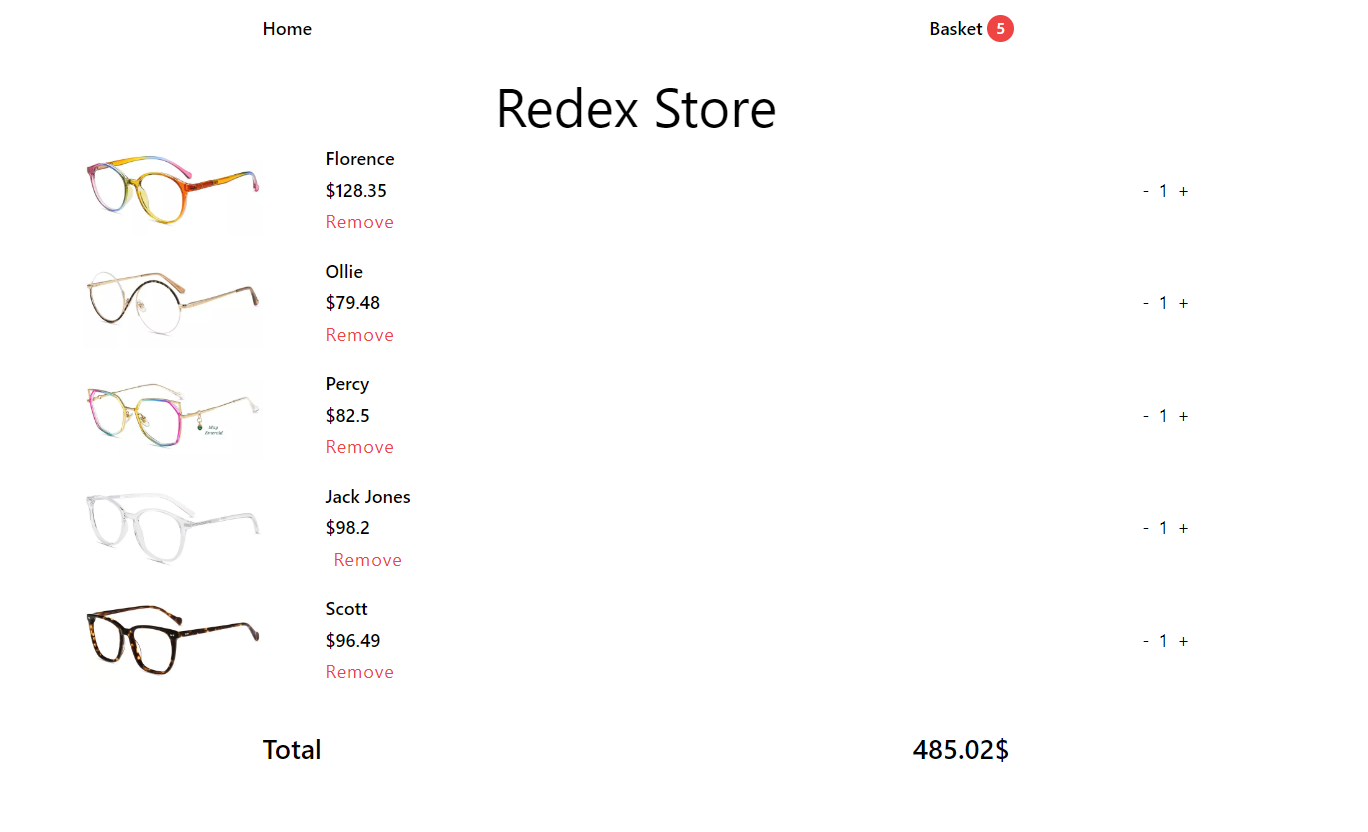 Home
Basket 5
Redex Store
Florence
$128.35
- 1 +
Remove
Ollie
$79.48
- 1 +
Remove
Percy
$82.5
- 1 +
Remove
Jack Jones
$98.2
- 1 +
Remove
Scott
$96.49
- 1 +
Remove
Total
485.02$